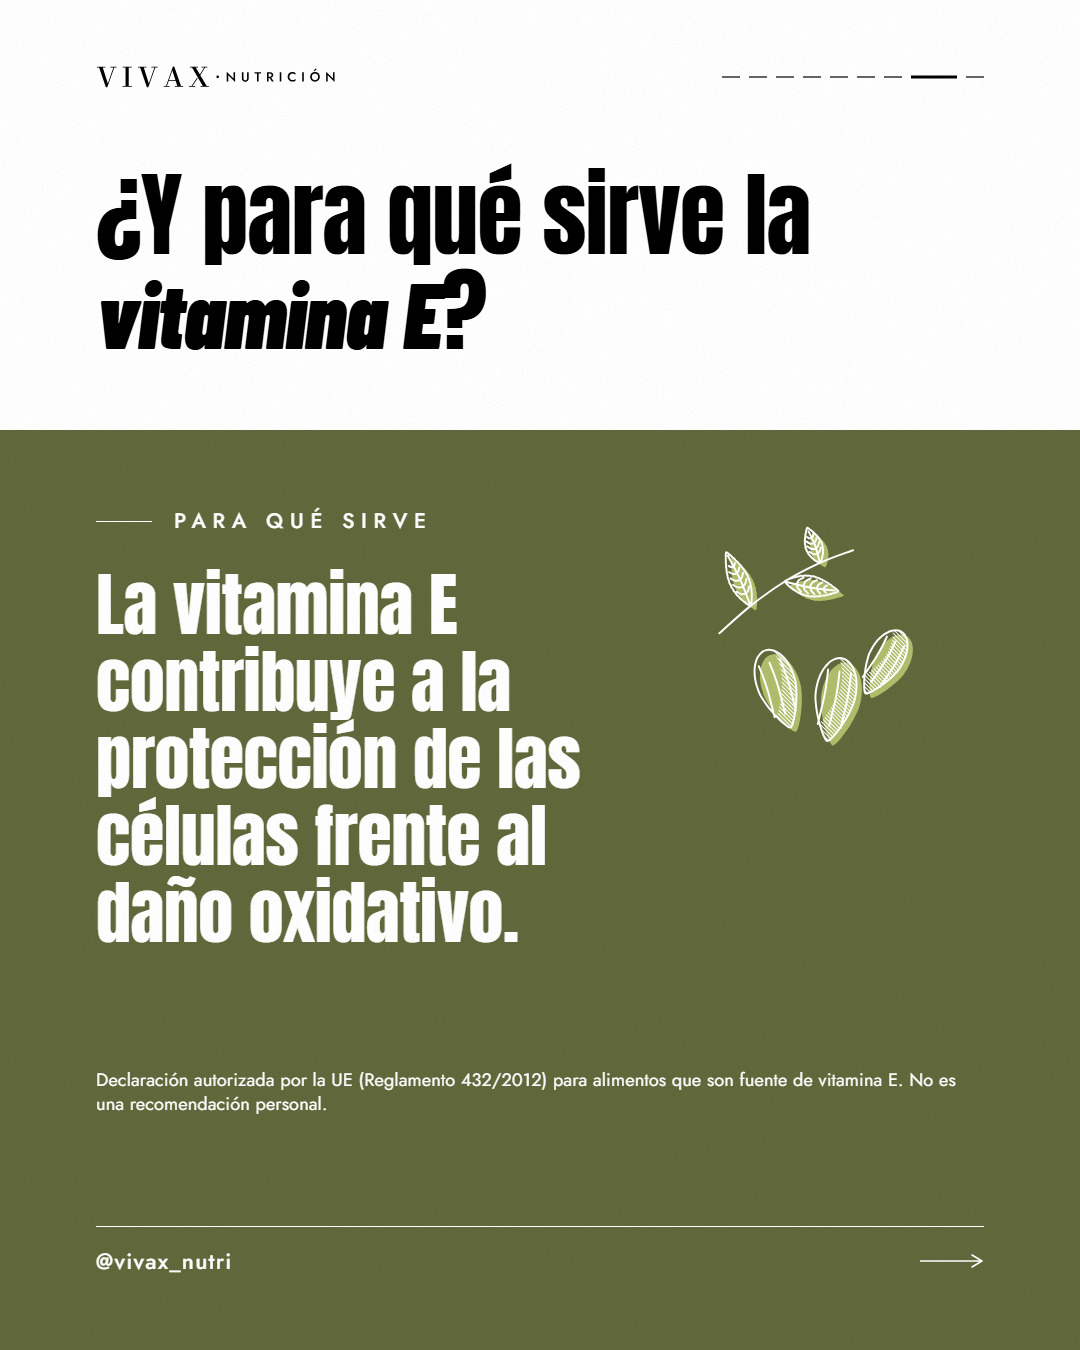 VIVAX · NUTRICIÓN
¿Y para qué sirve la
vitamina E?
PARA QUÉ SIRVE
La vitamina E
contribuye a la
protección de las
células frente al
daño oxidativo.
Declaración autorizada por la UE (Reglamento 432/2012) para alimentos que son fuente de vitamina E. No es
una recomendación personal.
@vivax_nutri